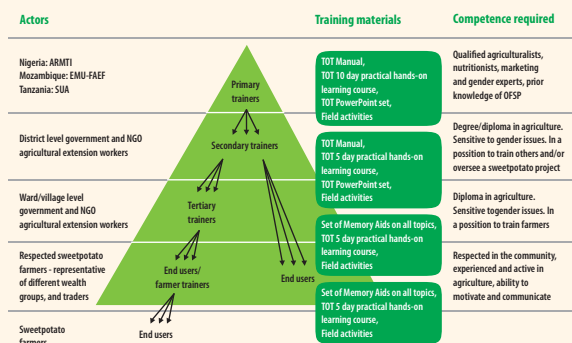 Actors
Training materials
Competence required
Nigeria: ARMTI
Mozambique: EMU-FAEF
Tanzania: SUA
Primary
trainers
TOT Manual,
TOT 10 day practical hands-on
learning course,
TOT PowerPoint set,
Field activities
Qualified agriculturalists,
nutritionists, marketing
and gender experts, prior
knowledge of OFSP
District level government and NGO
agricultural extension workers
Secondary trainers
TOT Manual,
TOT 5 day practical hands-on
learning course,
TOT PowerPoint set,
Field activities
Degree/diploma in agriculture.
Sensitive to gender issues. In a
possition to train others and/or
oversee a sweetpotato project
Ward/village level
government and NGO
agricultural extension workers
Tertiary
trainers
Set of Memory Aids on all topics,
TOT 5 day practical hands-on
learning course,
Field activities
Diploma in agriculture.
Sensitive togender issues. In
a possition to train farmers
Respected sweetpotato
farmers - representative
of different wealth
groups, and traders
End users/
farmer trainers
End users
Set of Memory Aids on all topics,
TOT 5 day practical hands-on
learning course,
Field activities
Respected in the community,
experienced and active in
agriculture, ability to
motivate and communicate
Sweetpotato
farmers
End users